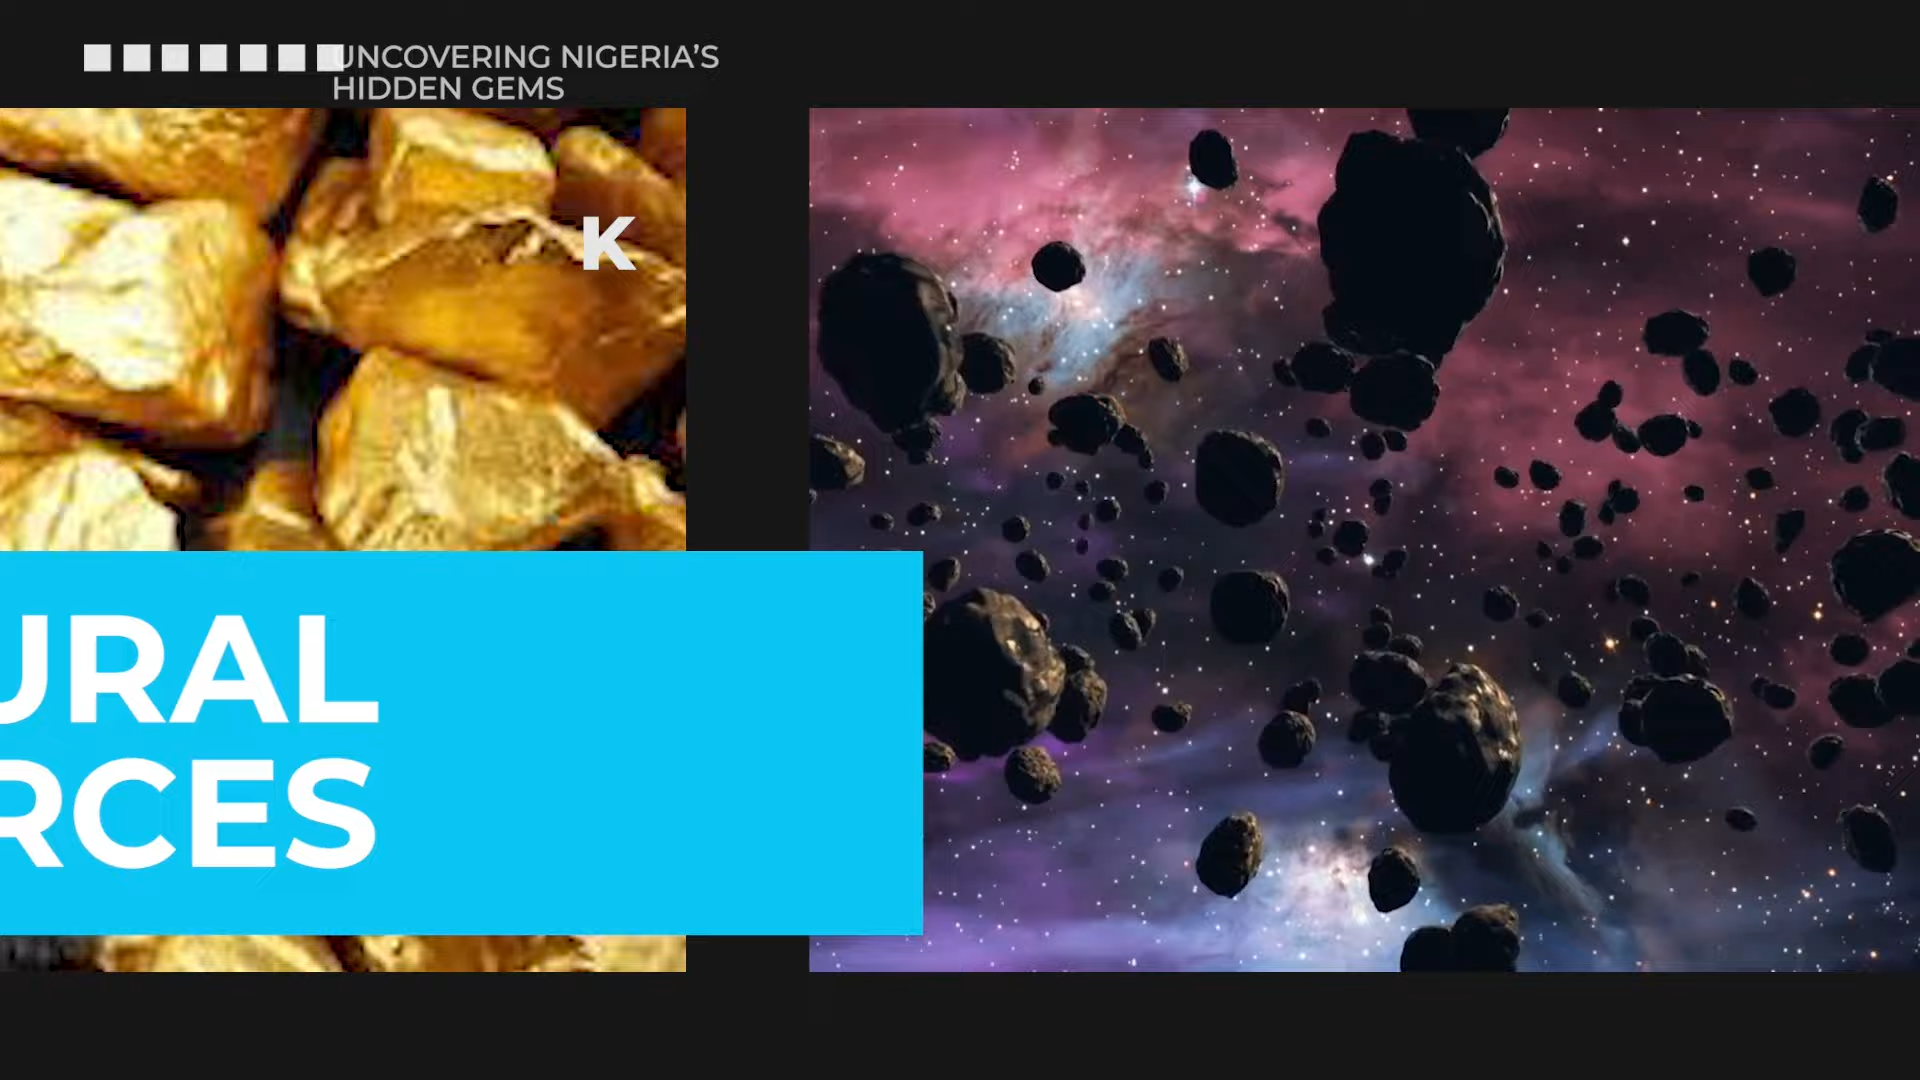 UNCOVERING NIGERIA’S
HIDDEN GEMS
K
URAL
RCES